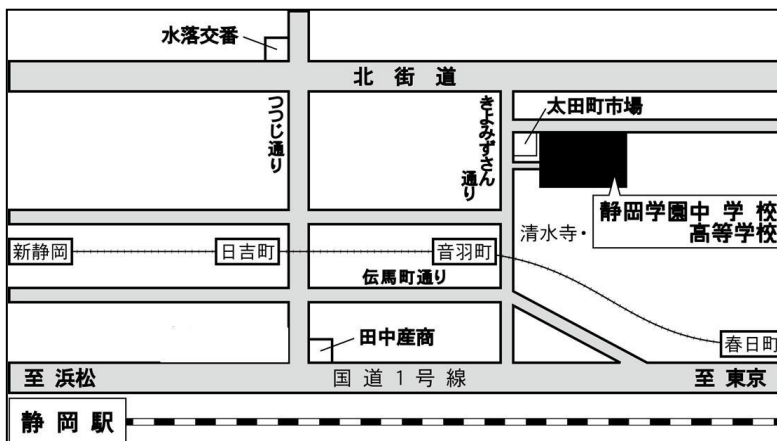 水落交番
北街道
つつじ通り
きよみずさん
通り
太田町市場
静岡学園中学校
高等学校
清水寺・
新静岡
日吉町
音羽町
伝馬町通り
田中産商
春日町
至 浜松
国道1号線
至 東京
静岡駅